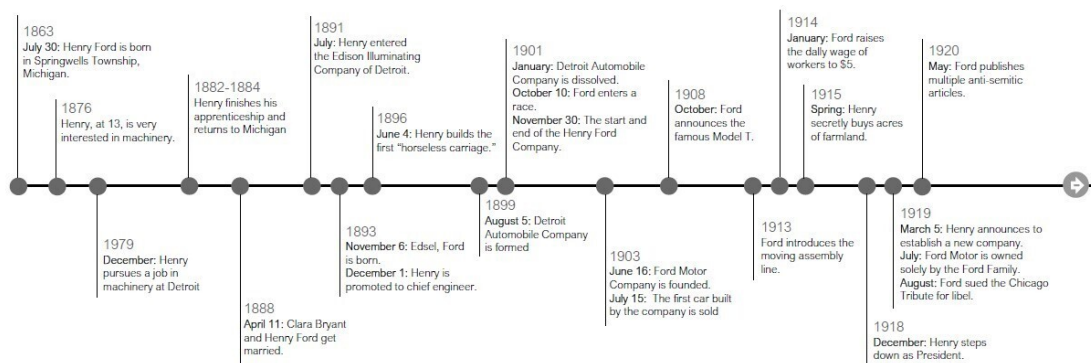 1863
July 30: Henry Ford is born
in Springwells Township,
Michigan.
1876
Henry, at 13, is very
interested in machinery.
1979
December: Henry
pursues a job in
machinery at Detroit
1882-1884
Henry finishes his
apprenticeship and
returns to Michigan
1888
April 11: Clara Bryant
and Henry Ford get
married.
1891
July: Henry entered
the Edison Illuminating
Company of Detroit.
1893
November 6: Edsel, Ford
is born.
December 1: Henry is
promoted to chief engineer.
1896
June 4: Henry builds the
first “horseless carriage.”
1899
August 5: Detroit
Automobile Company
is formed
1901
January: Detroit Automobile
Company is dissolved.
October 10: Ford enters a
race.
November 30: The start and
end of the Henry Ford
Company.
1903
June 16: Ford Motor
Company is founded.
July 15: The first car built
by the company is sold
1908
October: Ford
announces the
famous Model T.
1913
Ford introduces the
moving assembly
line.
1914
January: Ford raises
the daily wage of
workers to $5.
1915
Spring: Henry
secretly buys acres
of farmland.
1918
December: Henry steps
down as President.
1919
March 5: Henry announces to
establish a new company.
July: Ford Motor is owned
solely by the Ford Family.
August: Ford sued the Chicago
Tribute for libel.
1920
May: Ford publishes
multiple anti-semitic
articles.